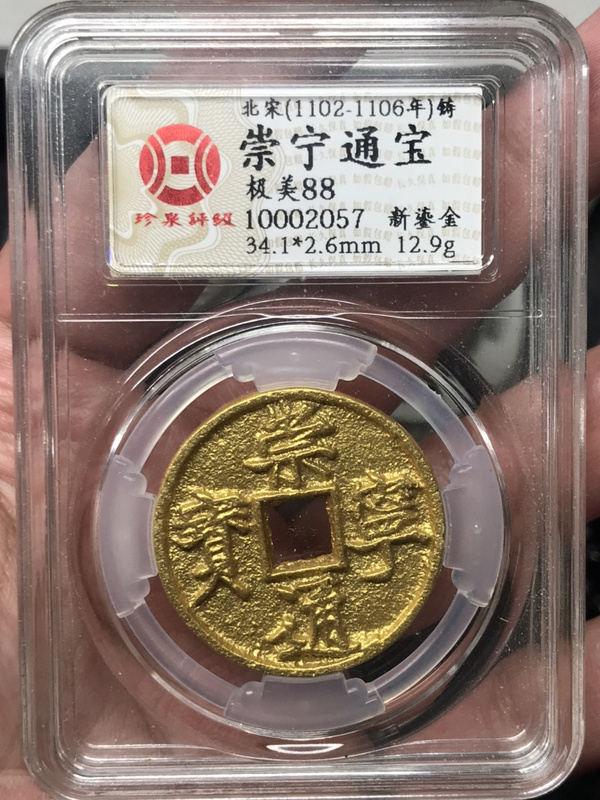 北宋(1102-1106年)铸
崇宁通宝
极美88
10002057 新鎏金
34.1*2.6mm 12.9g
珍泉評級
崇寧通寳